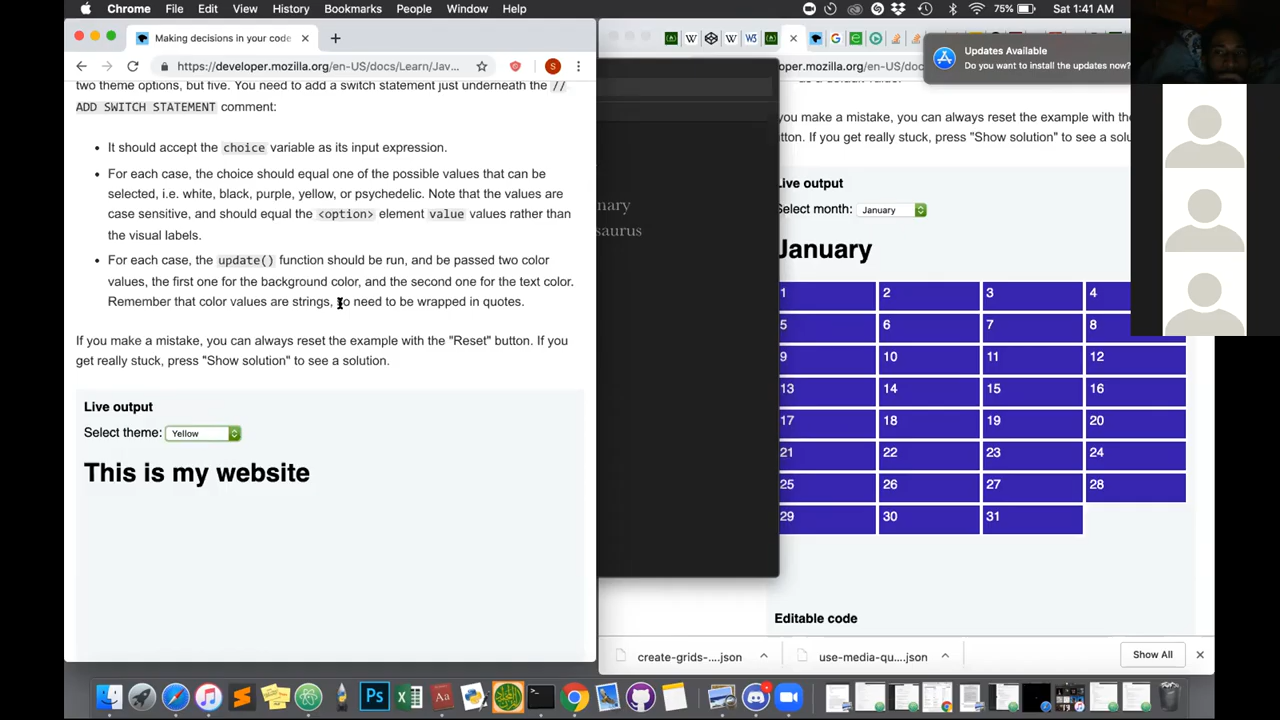 Chrome File Edit View History Bookmarks People Window Help 75% Sat 1:41 AM
Making decisions in your code
https://developer.mozilla.org/en-US/docs/Learn/Jav...
S
two theme options, but five. You need to add a switch statement just underneath the //
ADD SWITCH STATEMENT comment:
• It should accept the choice variable as its input expression.
• For each case, the choice should equal one of the possible values that can be
selected, i.e. white, black, purple, yellow, or psychedelic. Note that the values are
case sensitive, and should equal the <option> element value values rather than
the visual labels.
• For each case, the update() function should be run, and be passed two color
values, the first one for the background color, and the second one for the text color.
Remember that color values are strings, so need to be wrapped in quotes.
If you make a mistake, you can always reset the example with the "Reset" button. If you
get really stuck, press "Show solution" to see a solution.
Live output
Select theme: Yellow
This is my website
nary
saurus
W W W3
G E
oper.mozilla.org/en-US/doc
Updates Available
Do you want to install the updates now?
ou make a mistake, you can always reset the example with the
tton. If you get really stuck, press "Show solution" to see a solu
Live output
Select month: January
January
1 2 3 4
5 6 7 8
9 10 11 12
13 14 15 16
17 18 19 20
21 22 23 24
25 26 27 28
29 30 31
Editable code
create-grids-....json use-media-qu....json Show All
Ps Aa